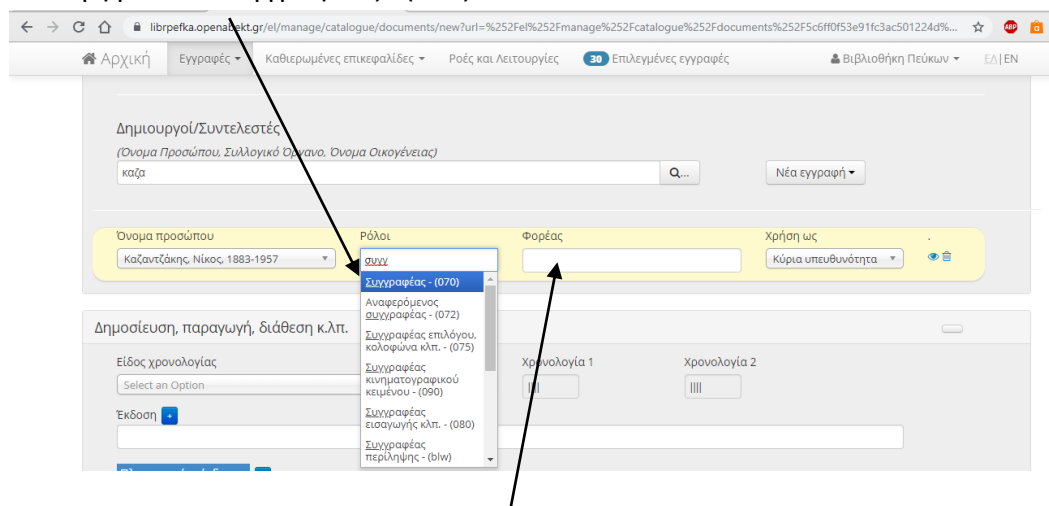 librpefka.openabekt.gr/el/manage/catalogue/documents/new?url=%252Fel%252Fmanage%252Fcatalogue%252Fdocuments%252F5c6ff0f53e91fc3ac501224d%...
ABP
Αρχική Εγγραφές Καθιερωμένες επικεφαλίδες Ροές και Λειτουργίες 30 Επιλεγμένες εγγραφές Βιβλιοθήκη Πεύκων ΕΛ|EN
Δημιουργοί/Συντελεστές
(Όνομα Προσώπου, Συλλογικό Όργανο, Όνομα Οικογένειας)
καζα ... Νέα εγγραφή
Όνομα προσώπου Ρόλοι Φορέας Χρήση ως .
Καζαντζάκης, Νίκος, 1883-1957 συγγ Κύρια υπευθυνότητα
Συγγραφέας - (070)
Αναφερόμενος
συγγραφέας - (072)
Συγγραφέας επιλόγου,
κολοφώνα κλπ. - (075)
Συγγραφέας
κινηματογραφικού
κειμένου - (090)
Συγγραφέας
εισαγωγής κλπ. - (080)
Συγγραφέας
περίληψης - (blw)
Δημοσίευση, παραγωγή, διάθεση κ.λπ.
Είδος χρονολογίας Χρονολογία 1 Χρονολογία 2
Select an Option |||| ||||
Έκδοση +